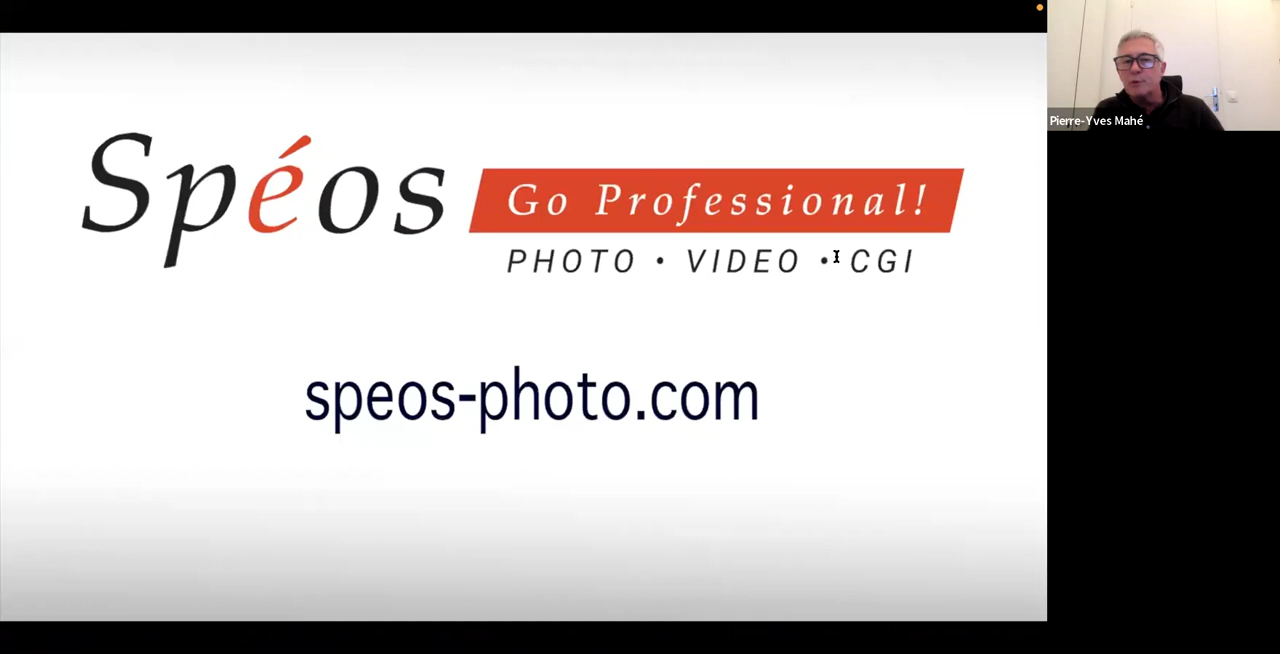 Spéos Go Professional!
PHOTO • VIDEO • CGI
speos-photo.com
Pierre-Yves Mahé